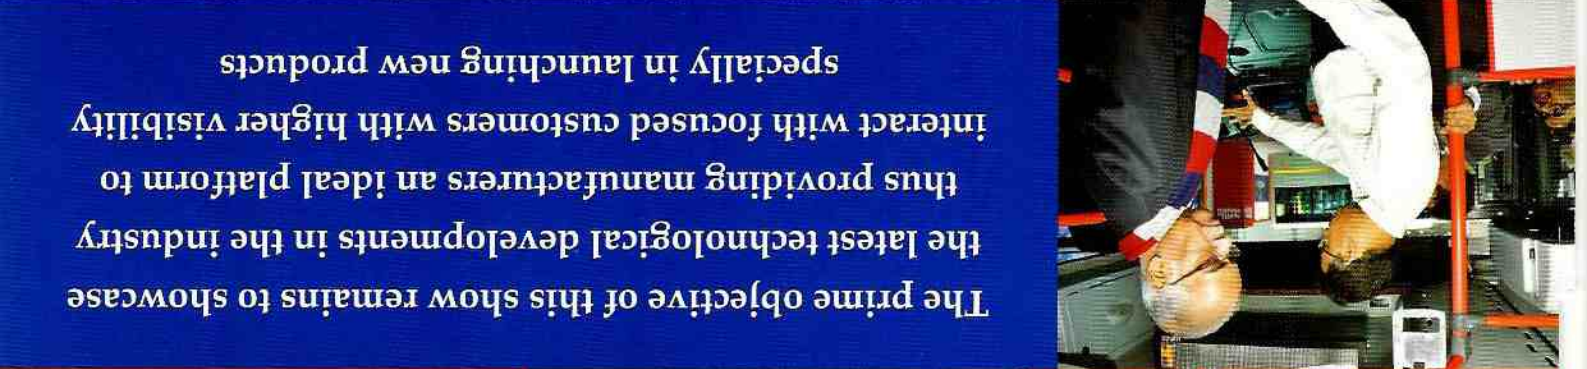 The prime objective of this show remains to showcase
the latest technological developments in the industry
thus providing manufacturers an ideal platform to
interact with focused customers with higher visibility
specially in launching new products